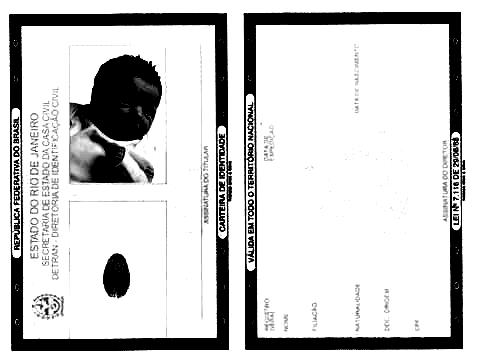 REPÚBLICA FEDERATIVA DO BRASIL
ESTADO DO RIO DE JANEIRO
SECRETARIA DE ESTADO DA CASA CIVIL
DETRAN - DIRETORIA DE IDENTIFICAÇÃO CIVIL
ASSINATURA DO TITULAR
CARTEIRA DE IDENTIDADE
VÁLIDA EM TODO O TERRITÓRIO NACIONAL
REGISTRO GERAL
DATA DE EXPEDIÇÃO
NOME
FILIAÇÃO
NATURALIDADE
DATA DE NASCIMENTO
DOC. ORIGEM
CPF
ASSINATURA DO DIRETOR
LEI Nº 7.116 DE 29/08/83